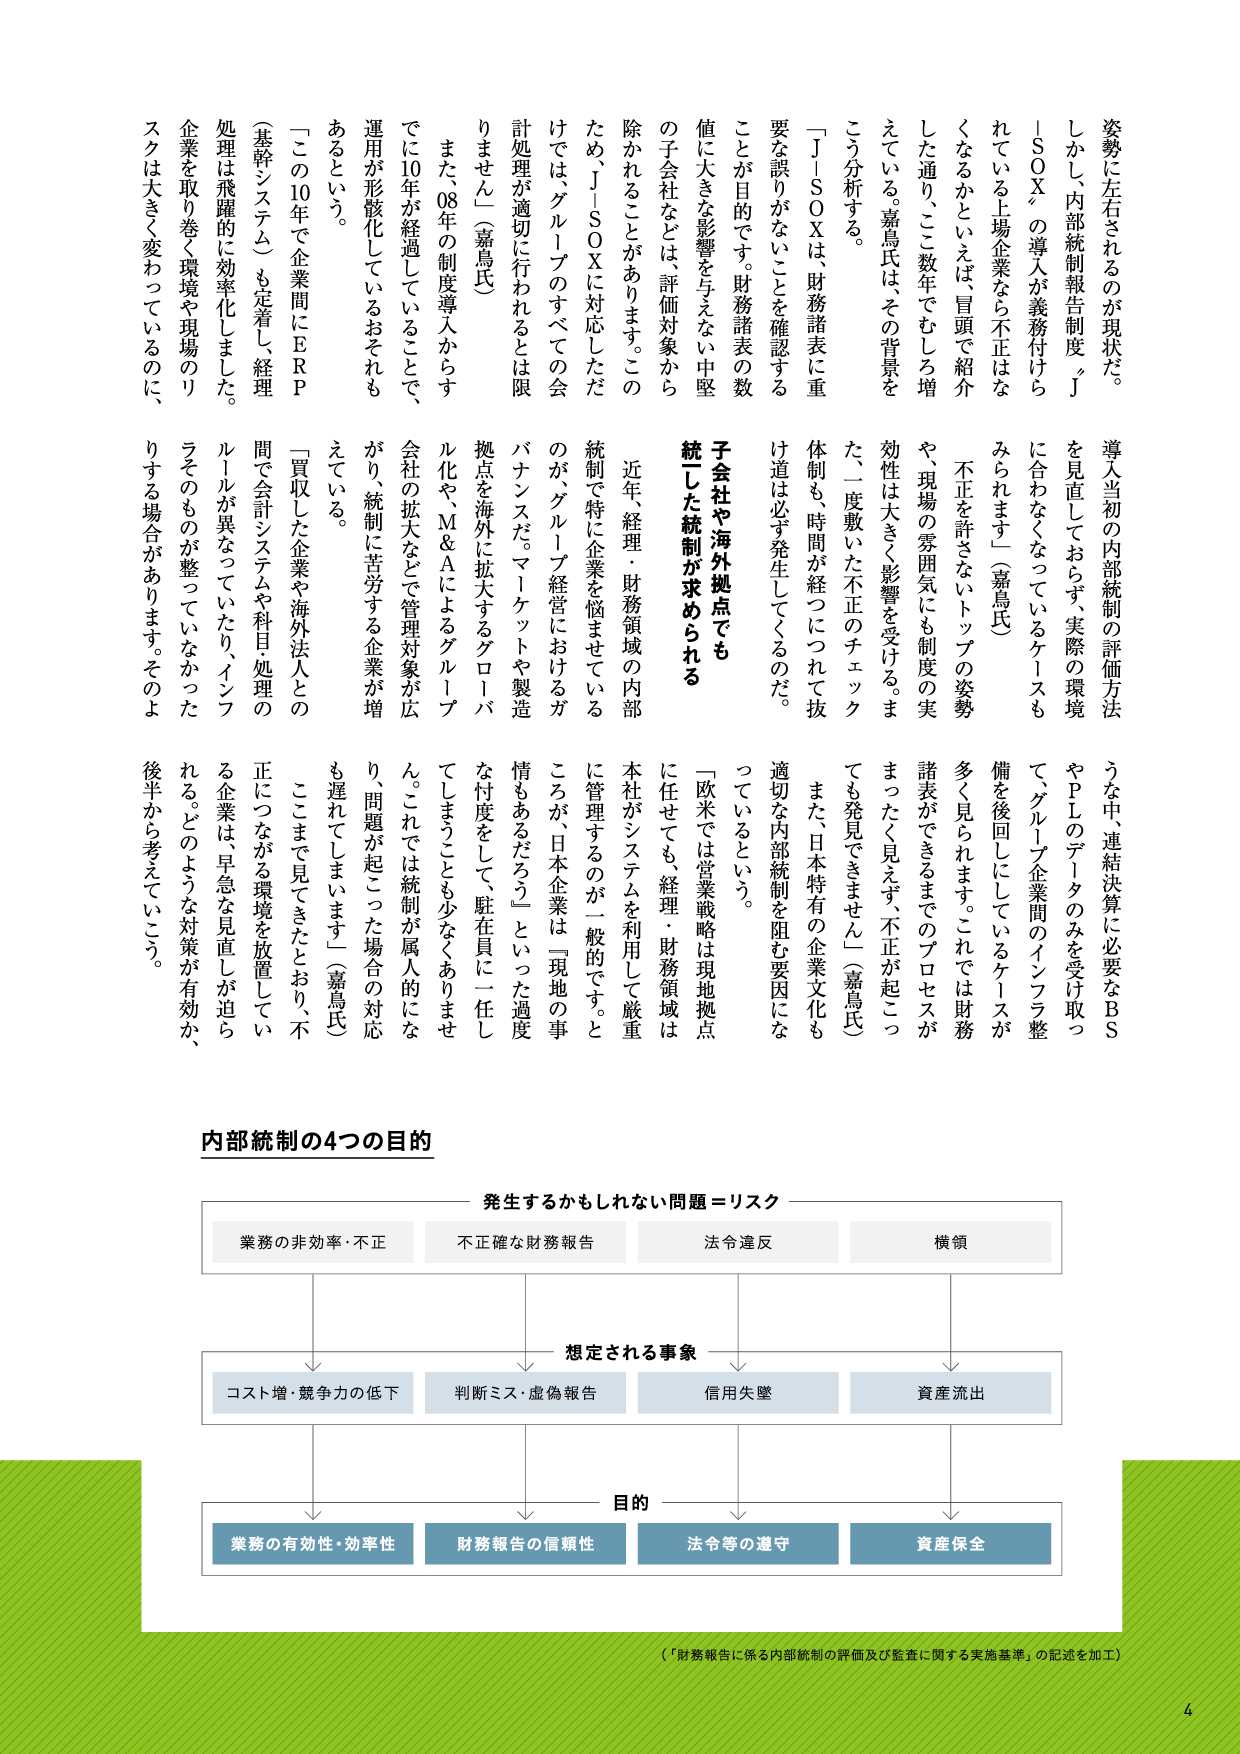 姿勢に左右されるのが現状だ。
しかし、内部統制報告制度〝J
−SOX〟の導入が義務付けら
れている上場企業なら不正はな
くなるかといえば、冒頭で紹介
した通り、ここ数年でむしろ増
えている。嘉鳥氏は、その背景を
こう分析する。
「J−SOXは、財務諸表に重
要な誤りがないことを確認する
ことが目的です。財務諸表の数
値に大きな影響を与えない中堅
の子会社などは、評価対象から
除かれることがあります。この
ため、J−SOXに対応しただ
けでは、グループのすべての会
計処理が適切に行われるとは限
りません」（嘉鳥氏）
　また、08年の制度導入からす
でに10年が経過していることで、
運用が形骸化しているおそれも
あるという。
「この10年で企業間にERP
（基幹システム）も定着し、経理
処理は飛躍的に効率化しました。
企業を取り巻く環境や現場のリ
スクは大きく変わっているのに、
導入当初の内部統制の評価方法
を見直しておらず、実際の環境
に合わなくなっているケースも
みられます」（嘉鳥氏）
　不正を許さないトップの姿勢
や、現場の雰囲気にも制度の実
効性は大きく影響を受ける。ま
た、一度敷いた不正のチェック
体制も、時間が経つにつれて抜
け道は必ず発生してくるのだ。
子会社や海外拠点でも
統一した統制が求められる
　近年、経理・財務領域の内部
統制で特に企業を悩ませている
のが、グループ経営におけるガ
バナンスだ。マーケットや製造
拠点を海外に拡大するグローバ
ル化や、M&Aによるグループ
会社の拡大などで管理対象が広
がり、統制に苦労する企業が増
えている。
「買収した企業や海外法人との
間で会計システムや科目・処理の
ルールが異なっていたり、インフ
ラそのものが整っていなかった
りする場合があります。そのよ
うな中、連結決算に必要なBS
やPLのデータのみを受け取っ
て、グループ企業間のインフラ整
備を後回しにしているケースが
多く見られます。これでは財務
諸表ができるまでのプロセスが
まったく見えず、不正が起こっ
ても発見できません」（嘉鳥氏）
　また、日本特有の企業文化も
適切な内部統制を阻む要因にな
っているという。
「欧米では営業戦略は現地拠点
に任せても、経理・財務領域は
本社がシステムを利用して厳重
に管理するのが一般的です。と
ころが、日本企業は『現地の事
情もあるだろう』といった過度
な忖度をして、駐在員に一任し
てしまうことも少なくありませ
ん。これでは統制が属人的にな
り、問題が起こった場合の対応
も遅れてしまいます」（嘉鳥氏）
　ここまで見てきたとおり、不
正につながる環境を放置してい
る企業は、早急な見直しが迫ら
れる。どのような対策が有効か、
後半から考えていこう。
内部統制の4つの目的
発生するかもしれない問題＝リスク
業務の非効率・不正
不正確な財務報告
法令違反
横領
想定される事象
コスト増・競争力の低下
判断ミス・虚偽報告
信用失墜
資産流出
目的
業務の有効性・効率性
財務報告の信頼性
法令等の遵守
資産保全
（「財務報告に係る内部統制の評価及び監査に関する実施基準」の記述を加工）
4